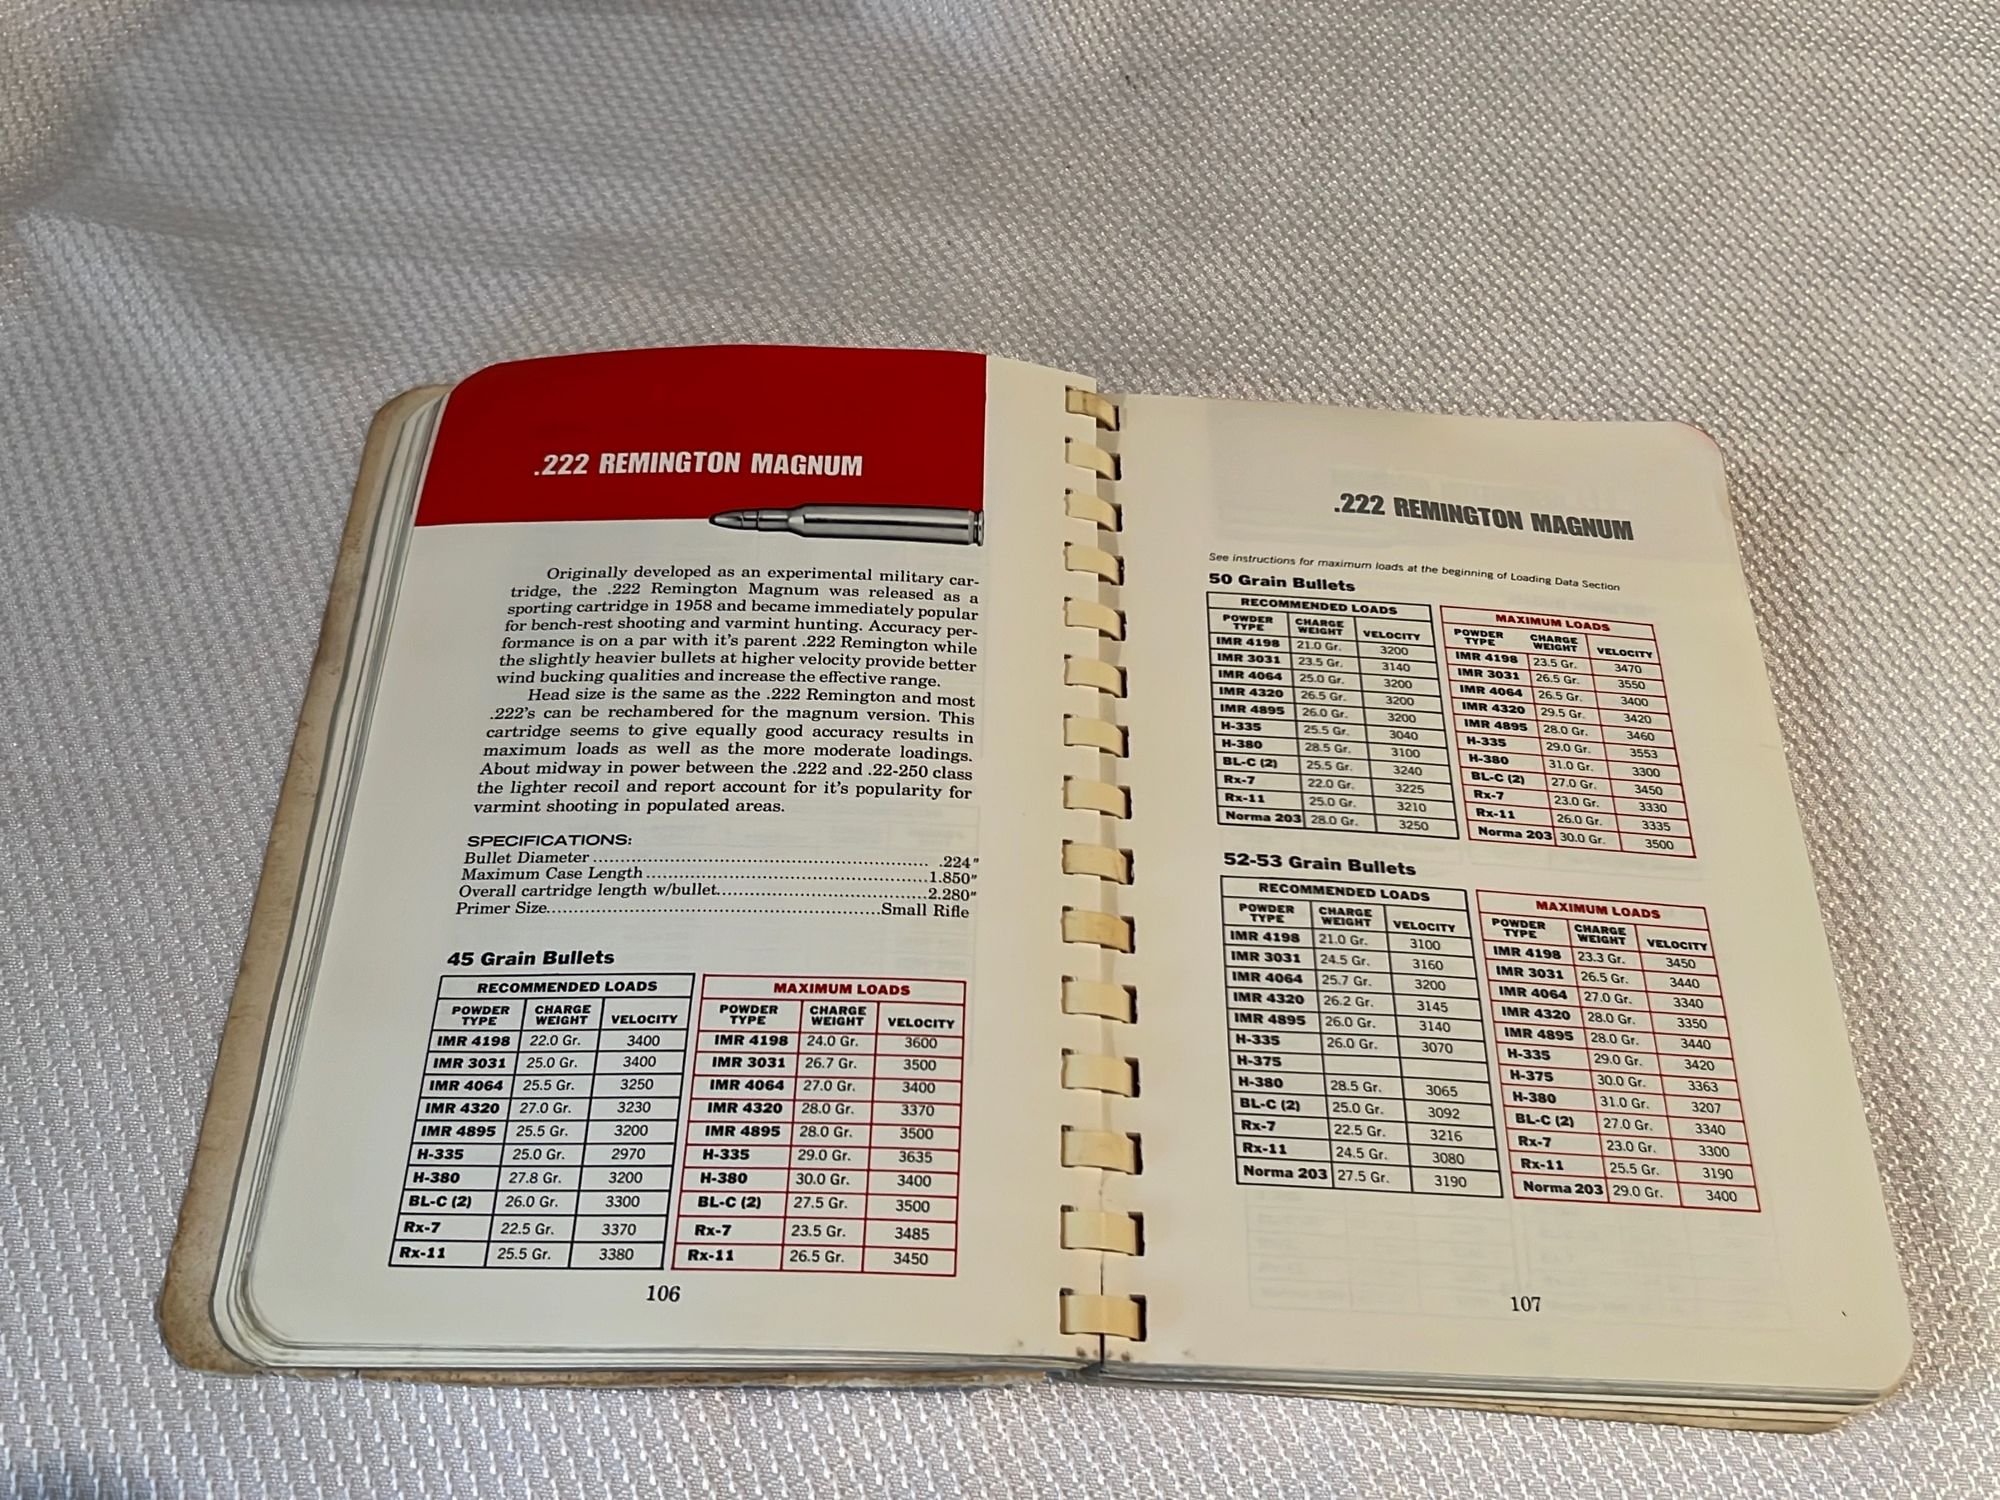 .222 REMINGTON MAGNUM
Originally developed as an experimental military car-
tridge, the .222 Remington Magnum was released as a
sporting cartridge in 1958 and became immediately popular
for bench-rest shooting and varmint hunting. Accuracy per-
formance is on a par with it's parent .222 Remington while
the slightly heavier bullets at higher velocity provide better
wind bucking qualities and increase the effective range.
Head size is the same as the .222 Remington and most
.222's can be rechambered for the magnum version. This
cartridge seems to give equally good accuracy results in
maximum loads as well as the more moderate loadings.
About midway in power between the .222 and .22-250 class
the lighter recoil and report account for it's popularity for
varmint shooting in populated areas.
SPECIFICATIONS:
Bullet Diameter .224"
Maximum Case Length 1.850"
Overall cartridge length w/bullet 2.280"
Primer Size Small Rifle
45 Grain Bullets
RECOMMENDED LOADS
POWDER TYPE CHARGE WEIGHT VELOCITY
IMR 4198 22.0 Gr. 3400
IMR 3031 25.0 Gr. 3400
IMR 4064 25.5 Gr. 3250
IMR 4320 27.0 Gr. 3230
IMR 4895 25.5 Gr. 3200
H-335 25.0 Gr. 2970
H-380 27.8 Gr. 3200
BL-C (2) 26.0 Gr. 3300
Rx-7 22.5 Gr. 3370
Rx-11 25.5 Gr. 3380
MAXIMUM LOADS
POWDER TYPE CHARGE WEIGHT VELOCITY
IMR 4198 24.0 Gr. 3600
IMR 3031 26.7 Gr. 3500
IMR 4064 27.0 Gr. 3400
IMR 4320 28.0 Gr. 3370
IMR 4895 28.0 Gr. 3500
H-335 29.0 Gr. 3635
H-380 30.0 Gr. 3400
BL-C (2) 27.5 Gr. 3500
Rx-7 23.5 Gr. 3485
Rx-11 26.5 Gr. 3450
106
.222 REMINGTON MAGNUM
See instructions for maximum loads at the beginning of Loading Data Section
50 Grain Bullets
RECOMMENDED LOADS
POWDER TYPE CHARGE WEIGHT VELOCITY
IMR 4198 21.0 Gr. 3200
IMR 3031 23.5 Gr. 3140
IMR 4064 25.0 Gr. 3200
IMR 4320 26.5 Gr. 3200
IMR 4895 26.0 Gr. 3200
H-335 25.5 Gr. 3040
H-380 28.5 Gr. 3100
BL-C (2) 25.5 Gr. 3240
Rx-7 22.0 Gr. 3225
Rx-11 25.0 Gr. 3210
Norma 203 28.0 Gr. 3250
MAXIMUM LOADS
POWDER TYPE CHARGE WEIGHT VELOCITY
IMR 4198 23.5 Gr. 3470
IMR 3031 26.5 Gr. 3550
IMR 4064 26.5 Gr. 3400
IMR 4320 29.5 Gr. 3420
IMR 4895 28.0 Gr. 3460
H-335 29.0 Gr. 3553
H-380 31.0 Gr. 3300
BL-C (2) 27.0 Gr. 3450
Rx-7 23.0 Gr. 3330
Rx-11 26.0 Gr. 3335
Norma 203 30.0 Gr. 3500
52-53 Grain Bullets
RECOMMENDED LOADS
POWDER TYPE CHARGE WEIGHT VELOCITY
IMR 4198 21.0 Gr. 3100
IMR 3031 24.5 Gr. 3160
IMR 4064 25.7 Gr. 3200
IMR 4320 26.2 Gr. 3145
IMR 4895 26.0 Gr. 3140
H-335 26.0 Gr. 3070
H-375
H-380 28.5 Gr. 3065
BL-C (2) 25.0 Gr. 3092
Rx-7 22.5 Gr. 3216
Rx-11 24.5 Gr. 3080
Norma 203 27.5 Gr. 3190
MAXIMUM LOADS
POWDER TYPE CHARGE WEIGHT VELOCITY
IMR 4198 23.3 Gr. 3450
IMR 3031 26.5 Gr. 3440
IMR 4064 27.0 Gr. 3340
IMR 4320 28.0 Gr. 3350
IMR 4895 28.0 Gr. 3440
H-335 29.0 Gr. 3420
H-375 30.0 Gr. 3363
H-380 31.0 Gr. 3207
BL-C (2) 27.0 Gr. 3340
Rx-7 23.0 Gr. 3300
Rx-11 25.5 Gr. 3190
Norma 203 29.0 Gr. 3400
107